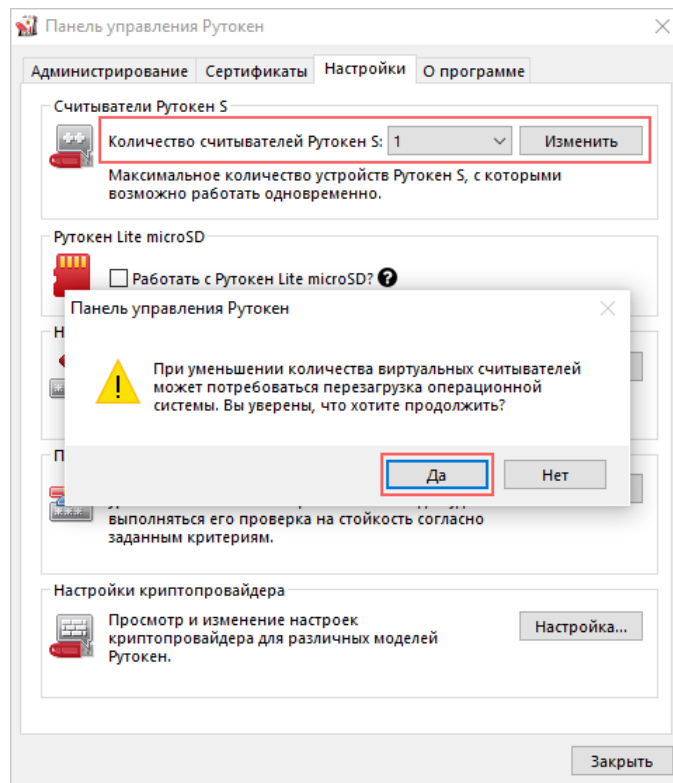 Панель управления Рутокен
Администрирование Сертификаты Настройки О программе
Считыватели Рутокен S
Количество считывателей Рутокен S: 1 Изменить
Максимальное количество устройств Рутокен S, с которыми
возможно работать одновременно.
Рутокен Lite microSD
Работать с Рутокен Lite microSD? ?
Панель управления Рутокен
Н
При уменьшении количества виртуальных считывателей
может потребоваться перезагрузка операционной
системы. Вы уверены, что хотите продолжить?
Да Нет
П
выполняться его проверка на стойкость согласно
заданным критериям.
Настройки криптопровайдера
Просмотр и изменение настроек
криптопровайдера для различных моделей
Рутокен.
Настройка...
Закрыть